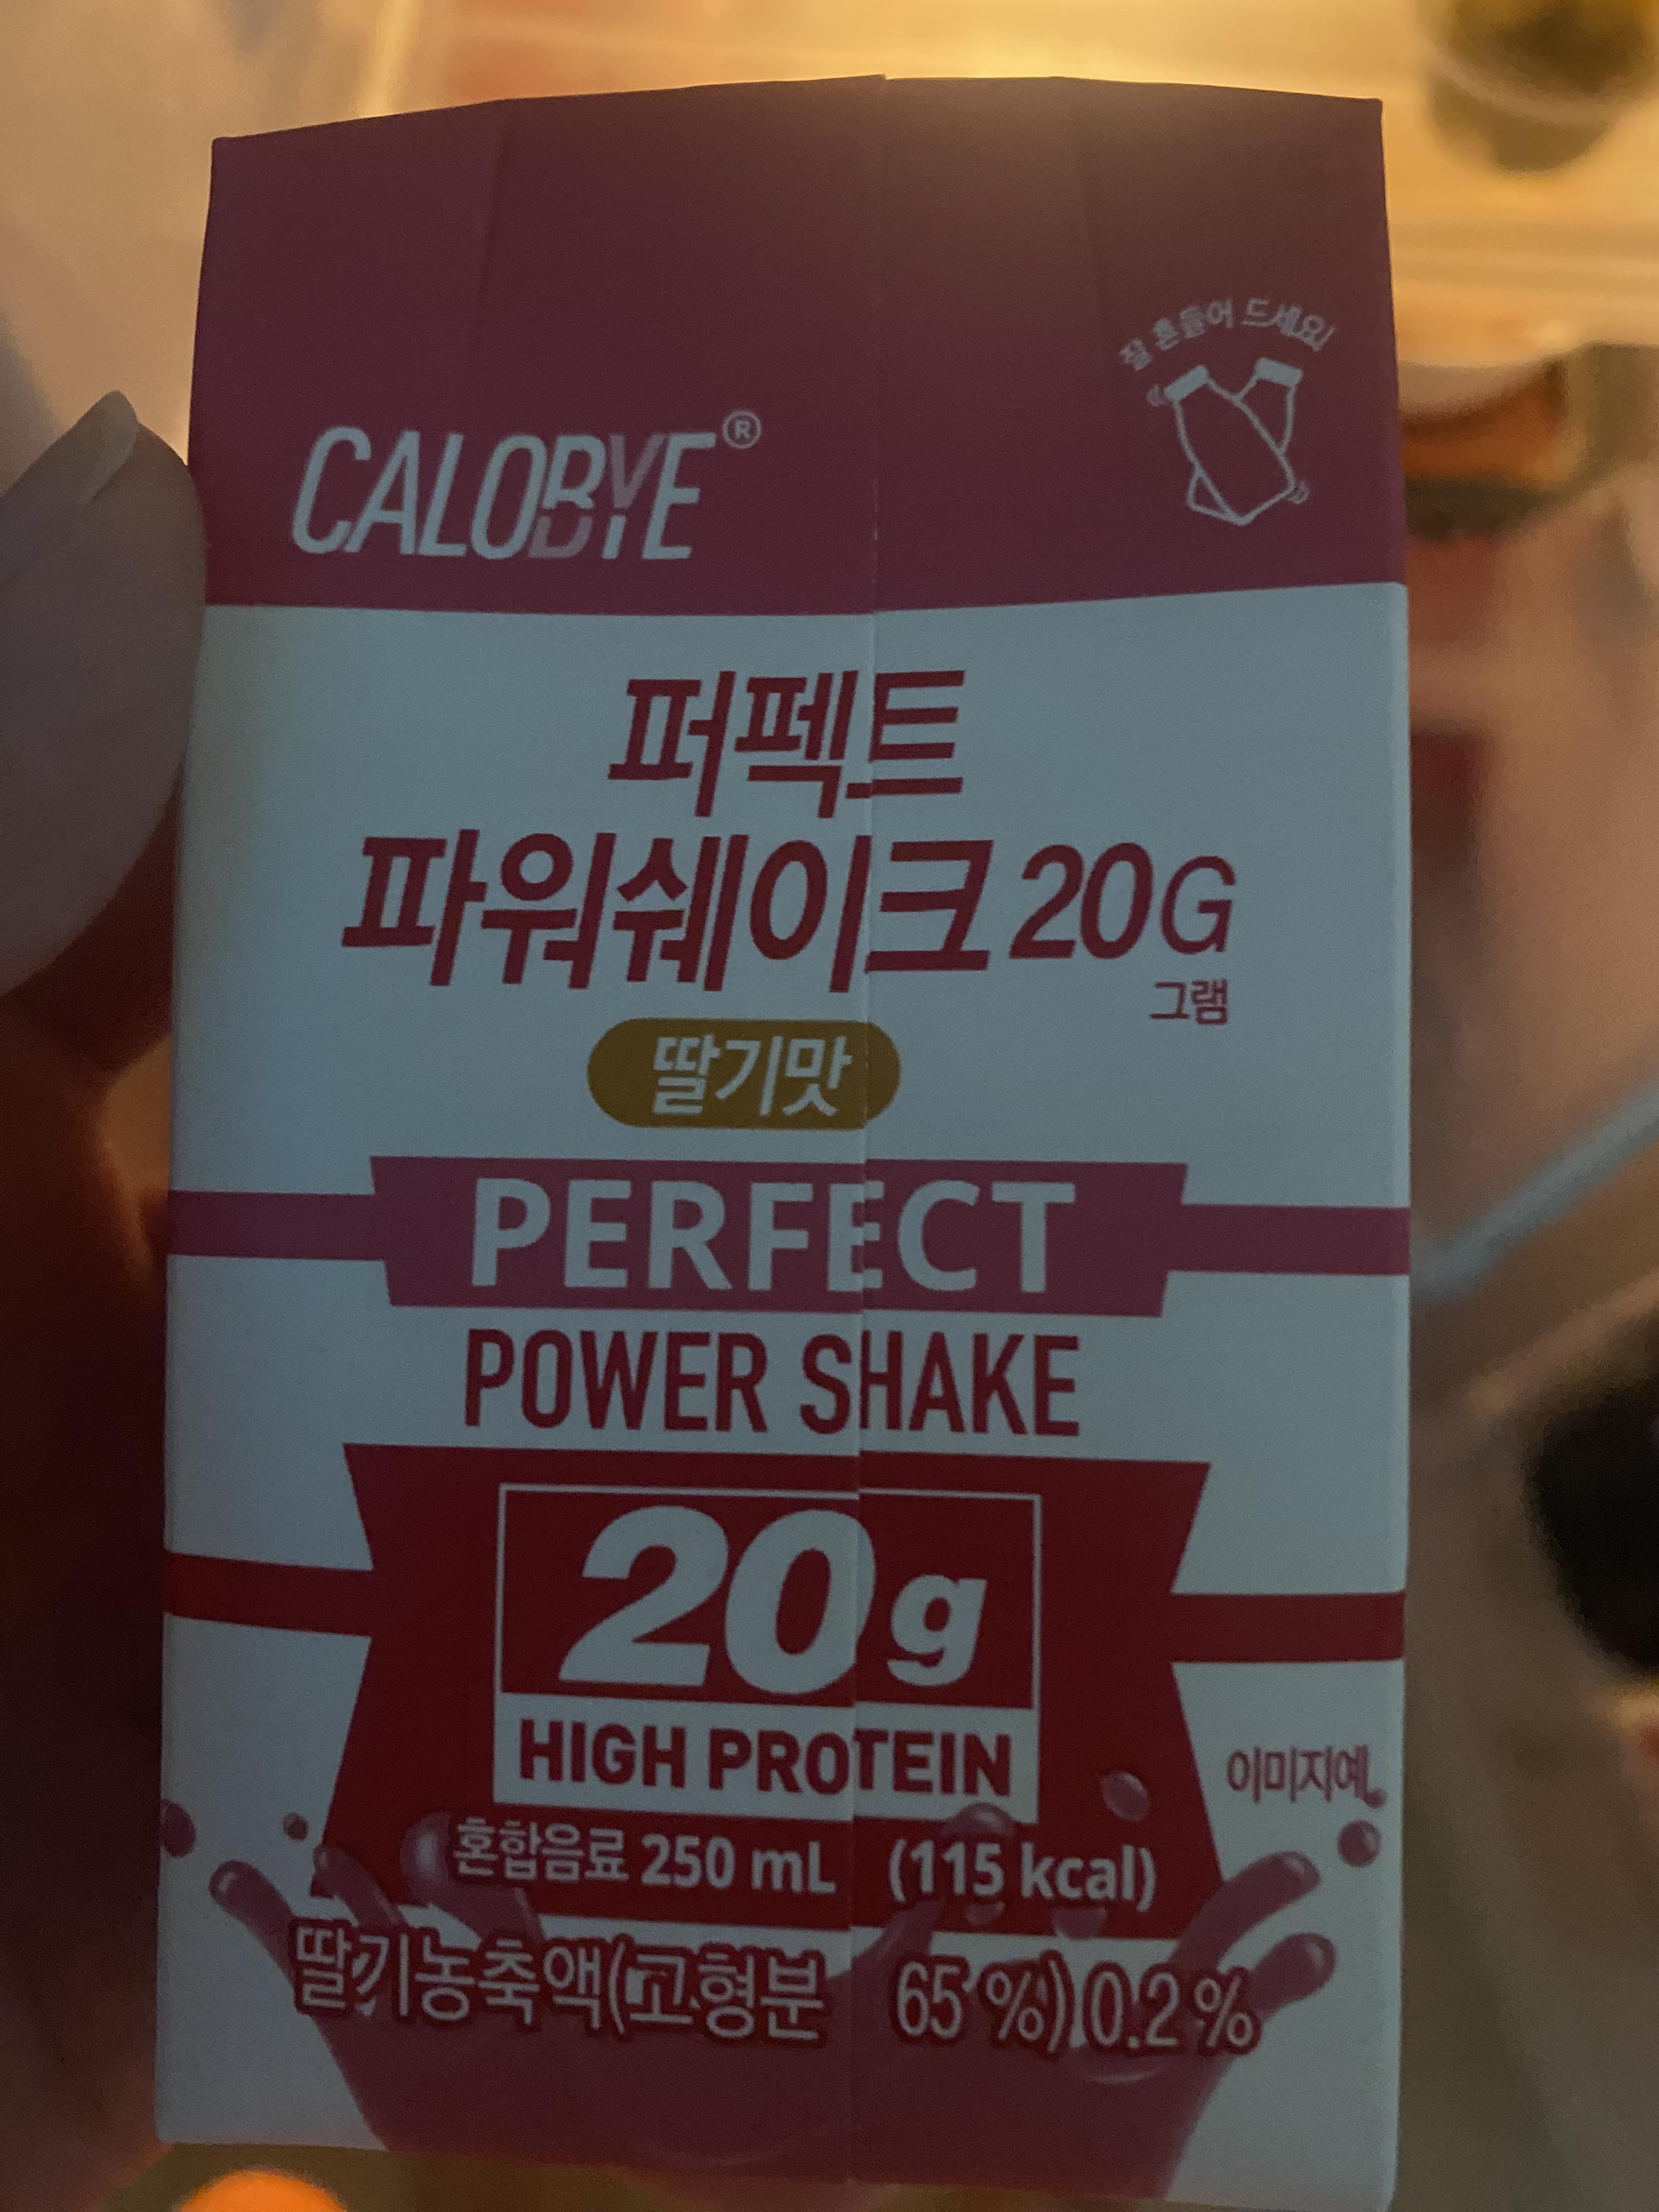 잘 흔들어 드세요!
CALOBYE®
퍼펙트
파워쉐이크 20G
그램
딸기맛
PERFECT
POWER SHAKE
20g
HIGH PROTEIN
이미지예
혼합음료 250 mL (115 kcal)
딸기농축액(고형분 65 %) 0.2 %